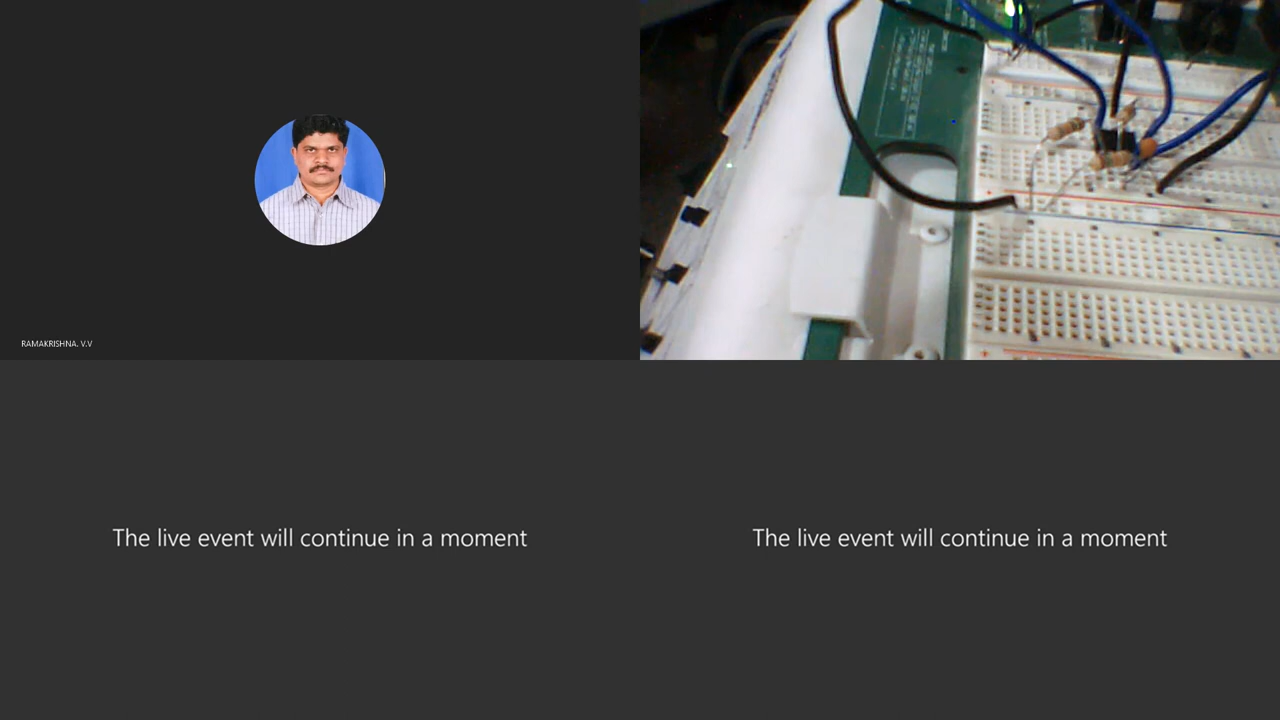 RAMAKRISHNA. V.V
The live event will continue in a moment
The live event will continue in a moment